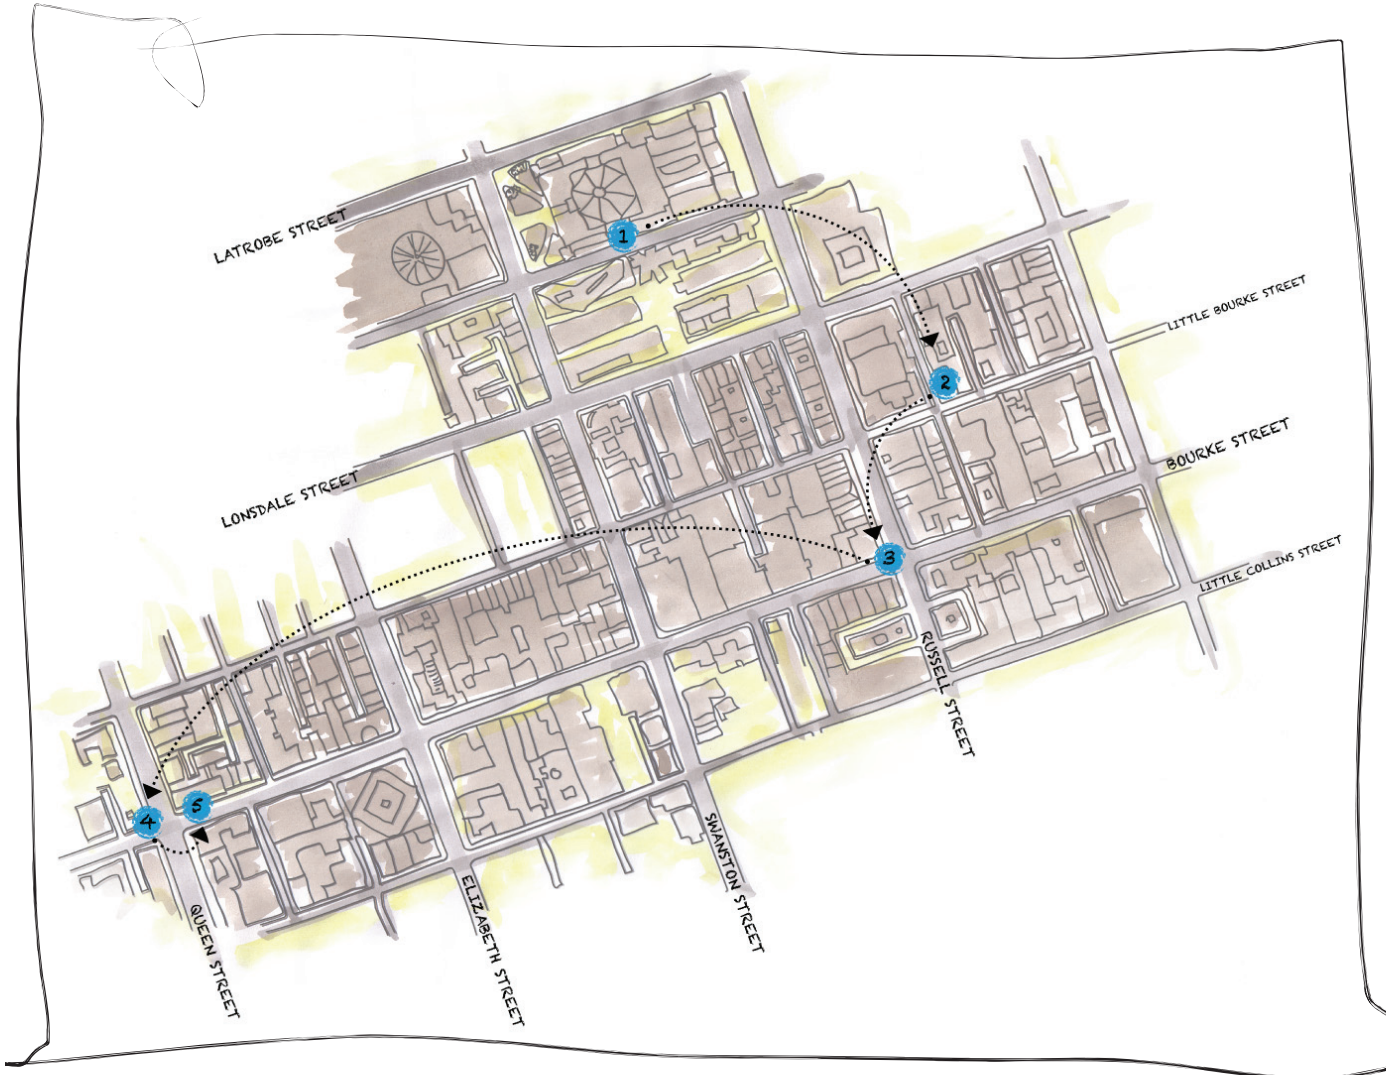 LATROBE STREET
1
LITTLE BOURKE STREET
2
BOURKE STREET
LONSDALE STREET
3
LITTLE COLLINS STREET
RUSSELL STREET
5
4
SWANSTON STREET
ELIZABETH STREET
QUEEN STREET